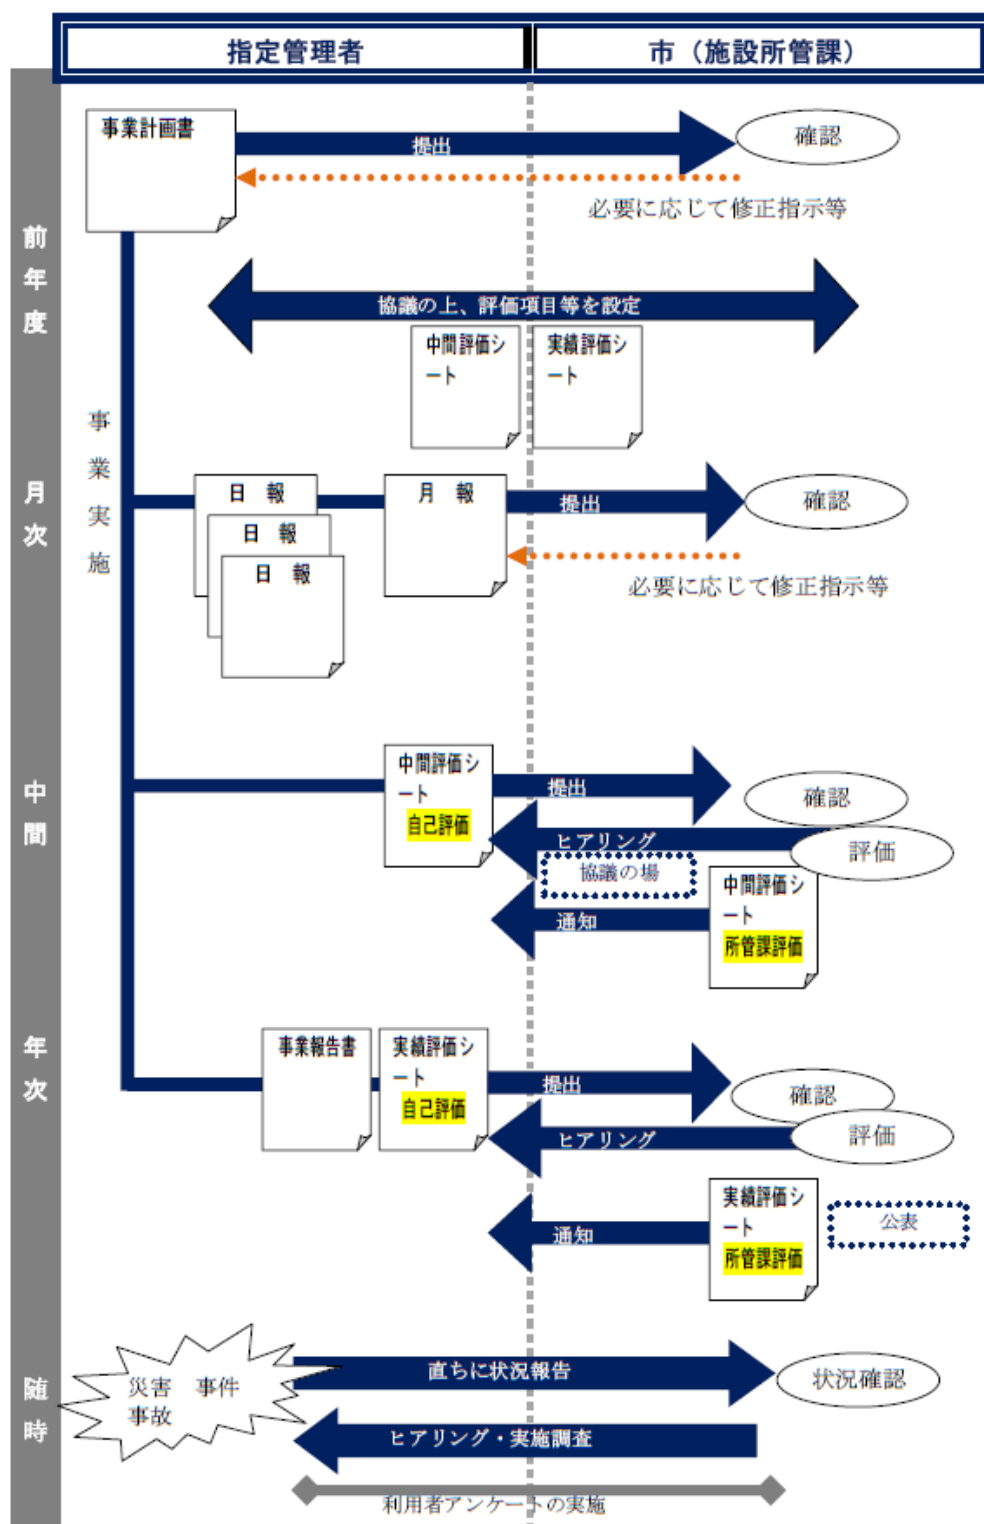 指定管理者
市（施設所管課）
前年度
事業計画書
提出
確認
必要に応じて修正指示等
協議の上、評価項目等を設定
中間評価シ
ート
実績評価シ
ート
事業実施
月次
日　報
日　報
日　報
月　報
提出
確認
必要に応じて修正指示等
中間
中間評価シ
ート
自己評価
提出
確認
ヒアリング
評価
協議の場
中間評価シ
ート
所管課評価
通知
年次
事業報告書
実績評価シ
ート
自己評価
提出
確認
ヒアリング
評価
実績評価シ
ート
所管課評価
通知
公表
随時
災害　事件
事故
直ちに状況報告
状況確認
ヒアリング・実施調査
利用者アンケートの実施